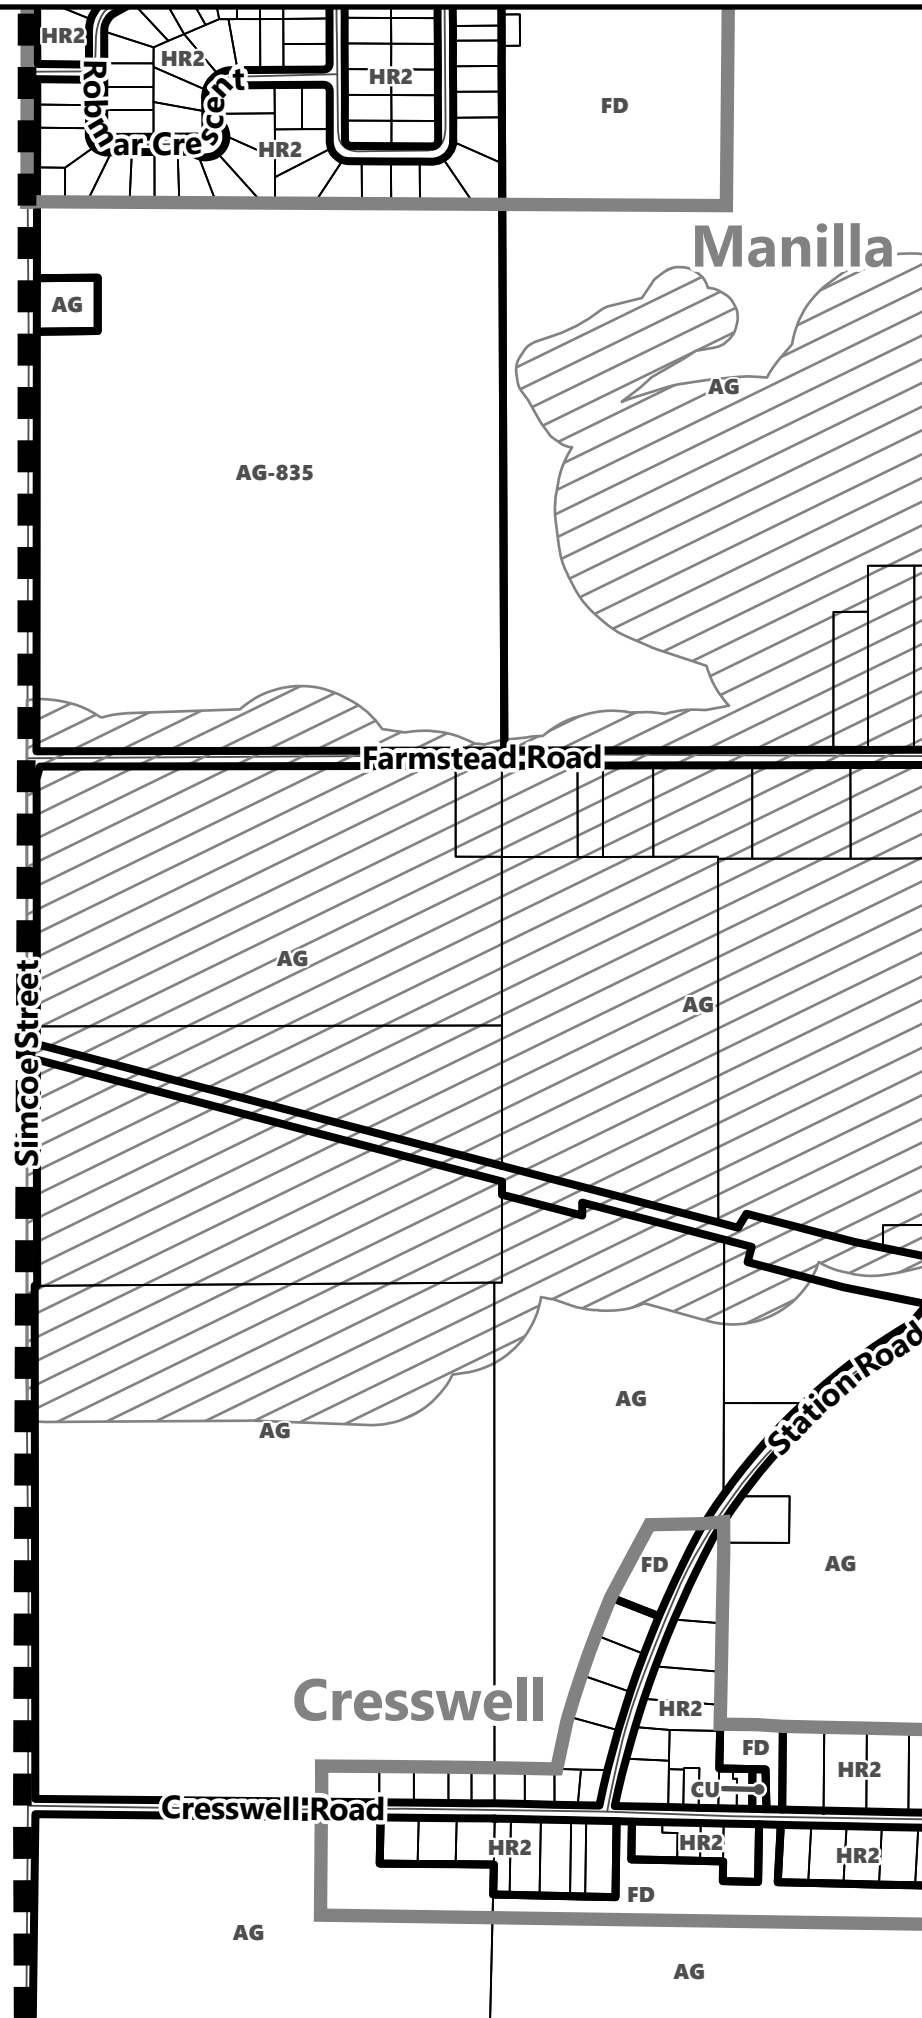 HR2
HR2
HR2
FD
Robmar Crescent
HR2
Manilla
AG
AG
AG-835
Farmstead Road
AG
AG
Simcoe Street
Station Road
AG
AG
FD
AG
Cresswell
HR2
FD
HR2
CU
Cresswell Road
HR2
HR2
HR2
FD
AG
AG